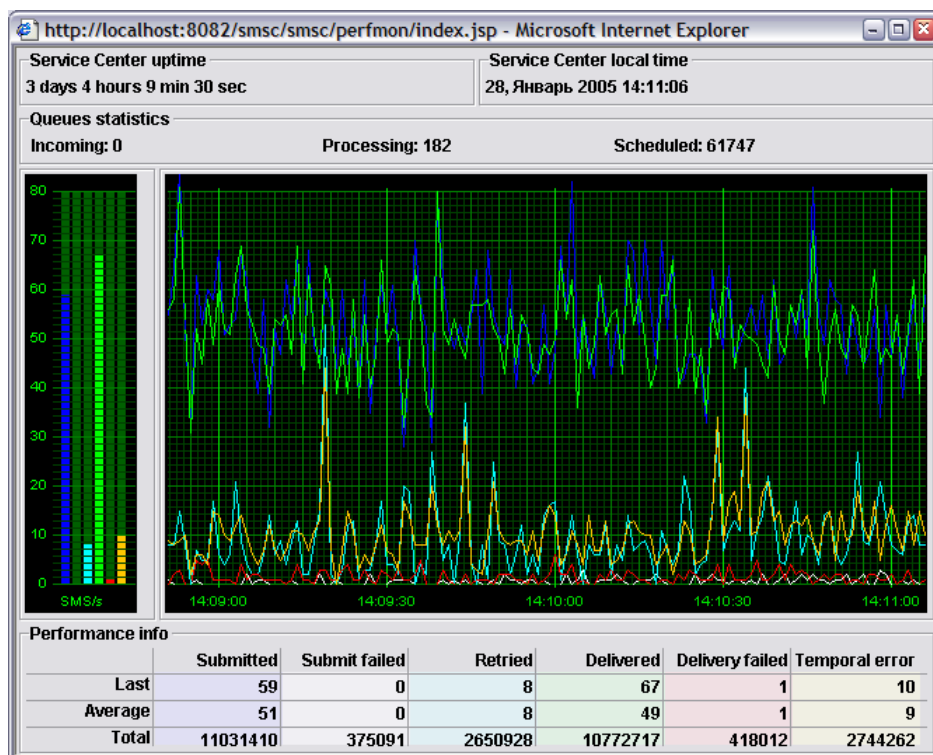 http://localhost:8082/smsc/smsc/perfmon/index.jsp - Microsoft Internet Explorer
Service Center uptime
3 days 4 hours 9 min 30 sec
Service Center local time
28, Январь 2005 14:11:06
Queues statistics
Incoming: 0 Processing: 182 Scheduled: 61747
80
70
60
50
40
30
20
10
0
SMS/s
14:09:00 14:09:30 14:10:00 14:10:30 14:11:00
Performance info
Submitted Submit failed Retried Delivered Delivery failed Temporal error
Last 59 0 8 67 1 10
Average 51 0 8 49 1 9
Total 11031410 375091 2650928 10772717 418012 2744262